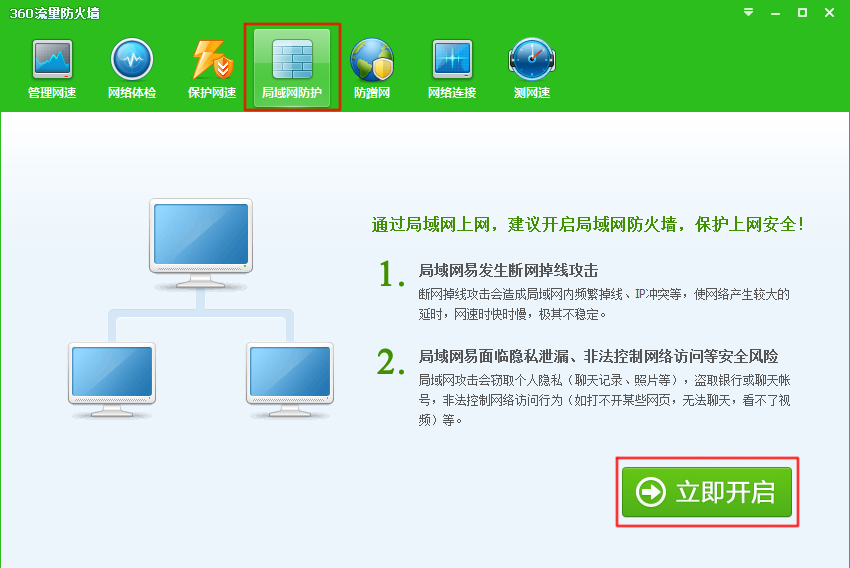 360流量防火墙
管理网速
网络体检
保护网速
局域网防护
防蹭网
网络连接
测网速
通过局域网上网，建议开启局域网防火墙，保护上网安全！
1.
局域网易发生断网掉线攻击
断网掉线攻击会造成局域网内频繁掉线、IP冲突等，使网络产生较大的
延时，网速时快时慢，极其不稳定。
2.
局域网易面临隐私泄漏、非法控制网络访问等安全风险
局域网攻击会窃取个人隐私（聊天记录、照片等），盗取银行或聊天帐
号，非法控制网络访问行为（如打不开某些网页，无法聊天，看不了视
频）等。
立即开启